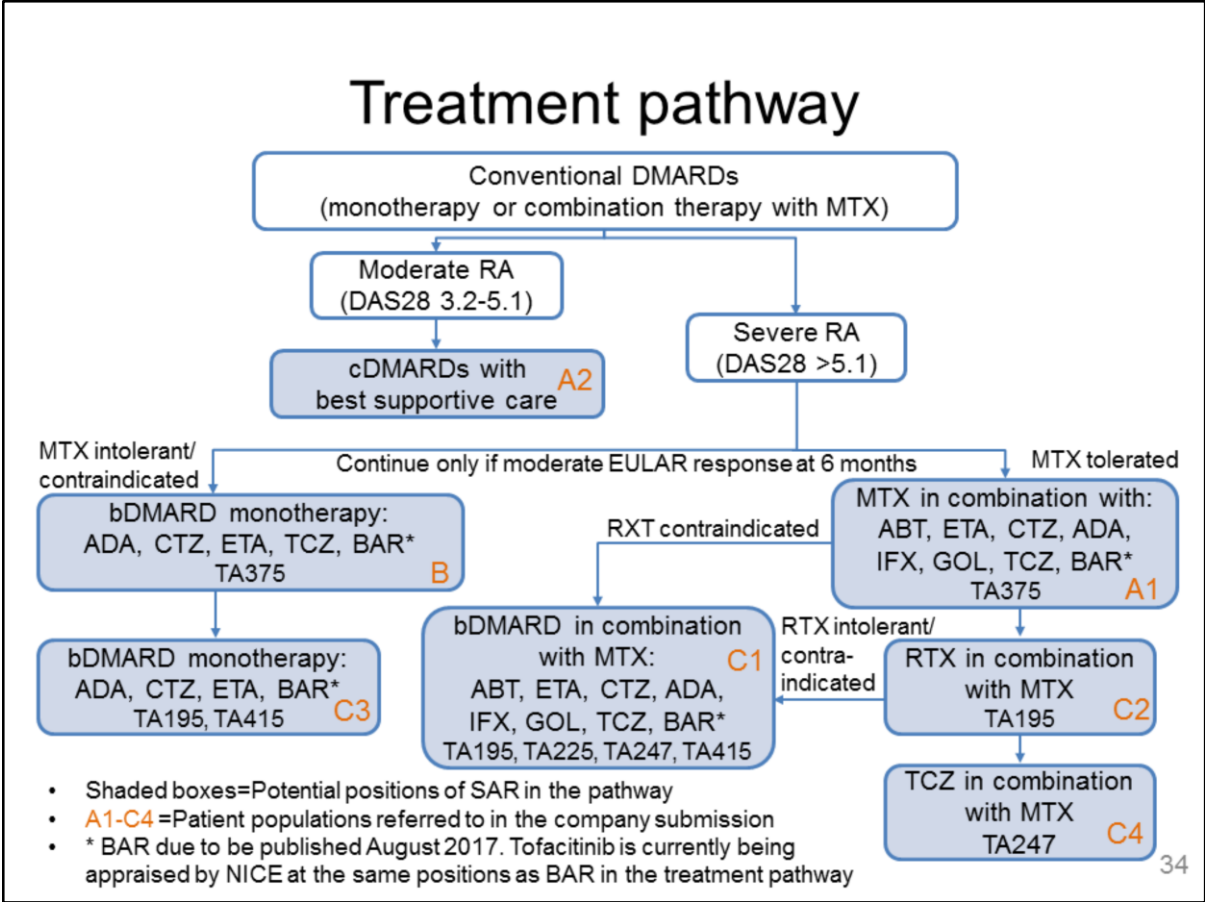 Treatment pathway
Conventional DMARDs
(monotherapy or combination therapy with MTX)
Moderate RA
(DAS28 3.2-5.1)
Severe RA
(DAS28 >5.1)
cDMARDs with
best supportive care
A2
MTX intolerant/
contraindicated
Continue only if moderate EULAR response at 6 months
MTX tolerated
bDMARD monotherapy:
ADA, CTZ, ETA, TCZ, BAR*
TA375
B
RXT contraindicated
MTX in combination with:
ABT, ETA, CTZ, ADA,
IFX, GOL, TCZ, BAR*
TA375
A1
bDMARD monotherapy:
ADA, CTZ, ETA, BAR*
TA195, TA415
C3
bDMARD in combination
with MTX:
C1
ABT, ETA, CTZ, ADA,
IFX, GOL, TCZ, BAR*
TA195, TA225, TA247, TA415
RTX intolerant/
contra-
indicated
RTX in combination
with MTX
TA195
C2
TCZ in combination
with MTX
TA247
C4
• Shaded boxes=Potential positions of SAR in the pathway
• A1-C4 =Patient populations referred to in the company submission
• * BAR due to be published August 2017. Tofacitinib is currently being
appraised by NICE at the same positions as BAR in the treatment pathway
34